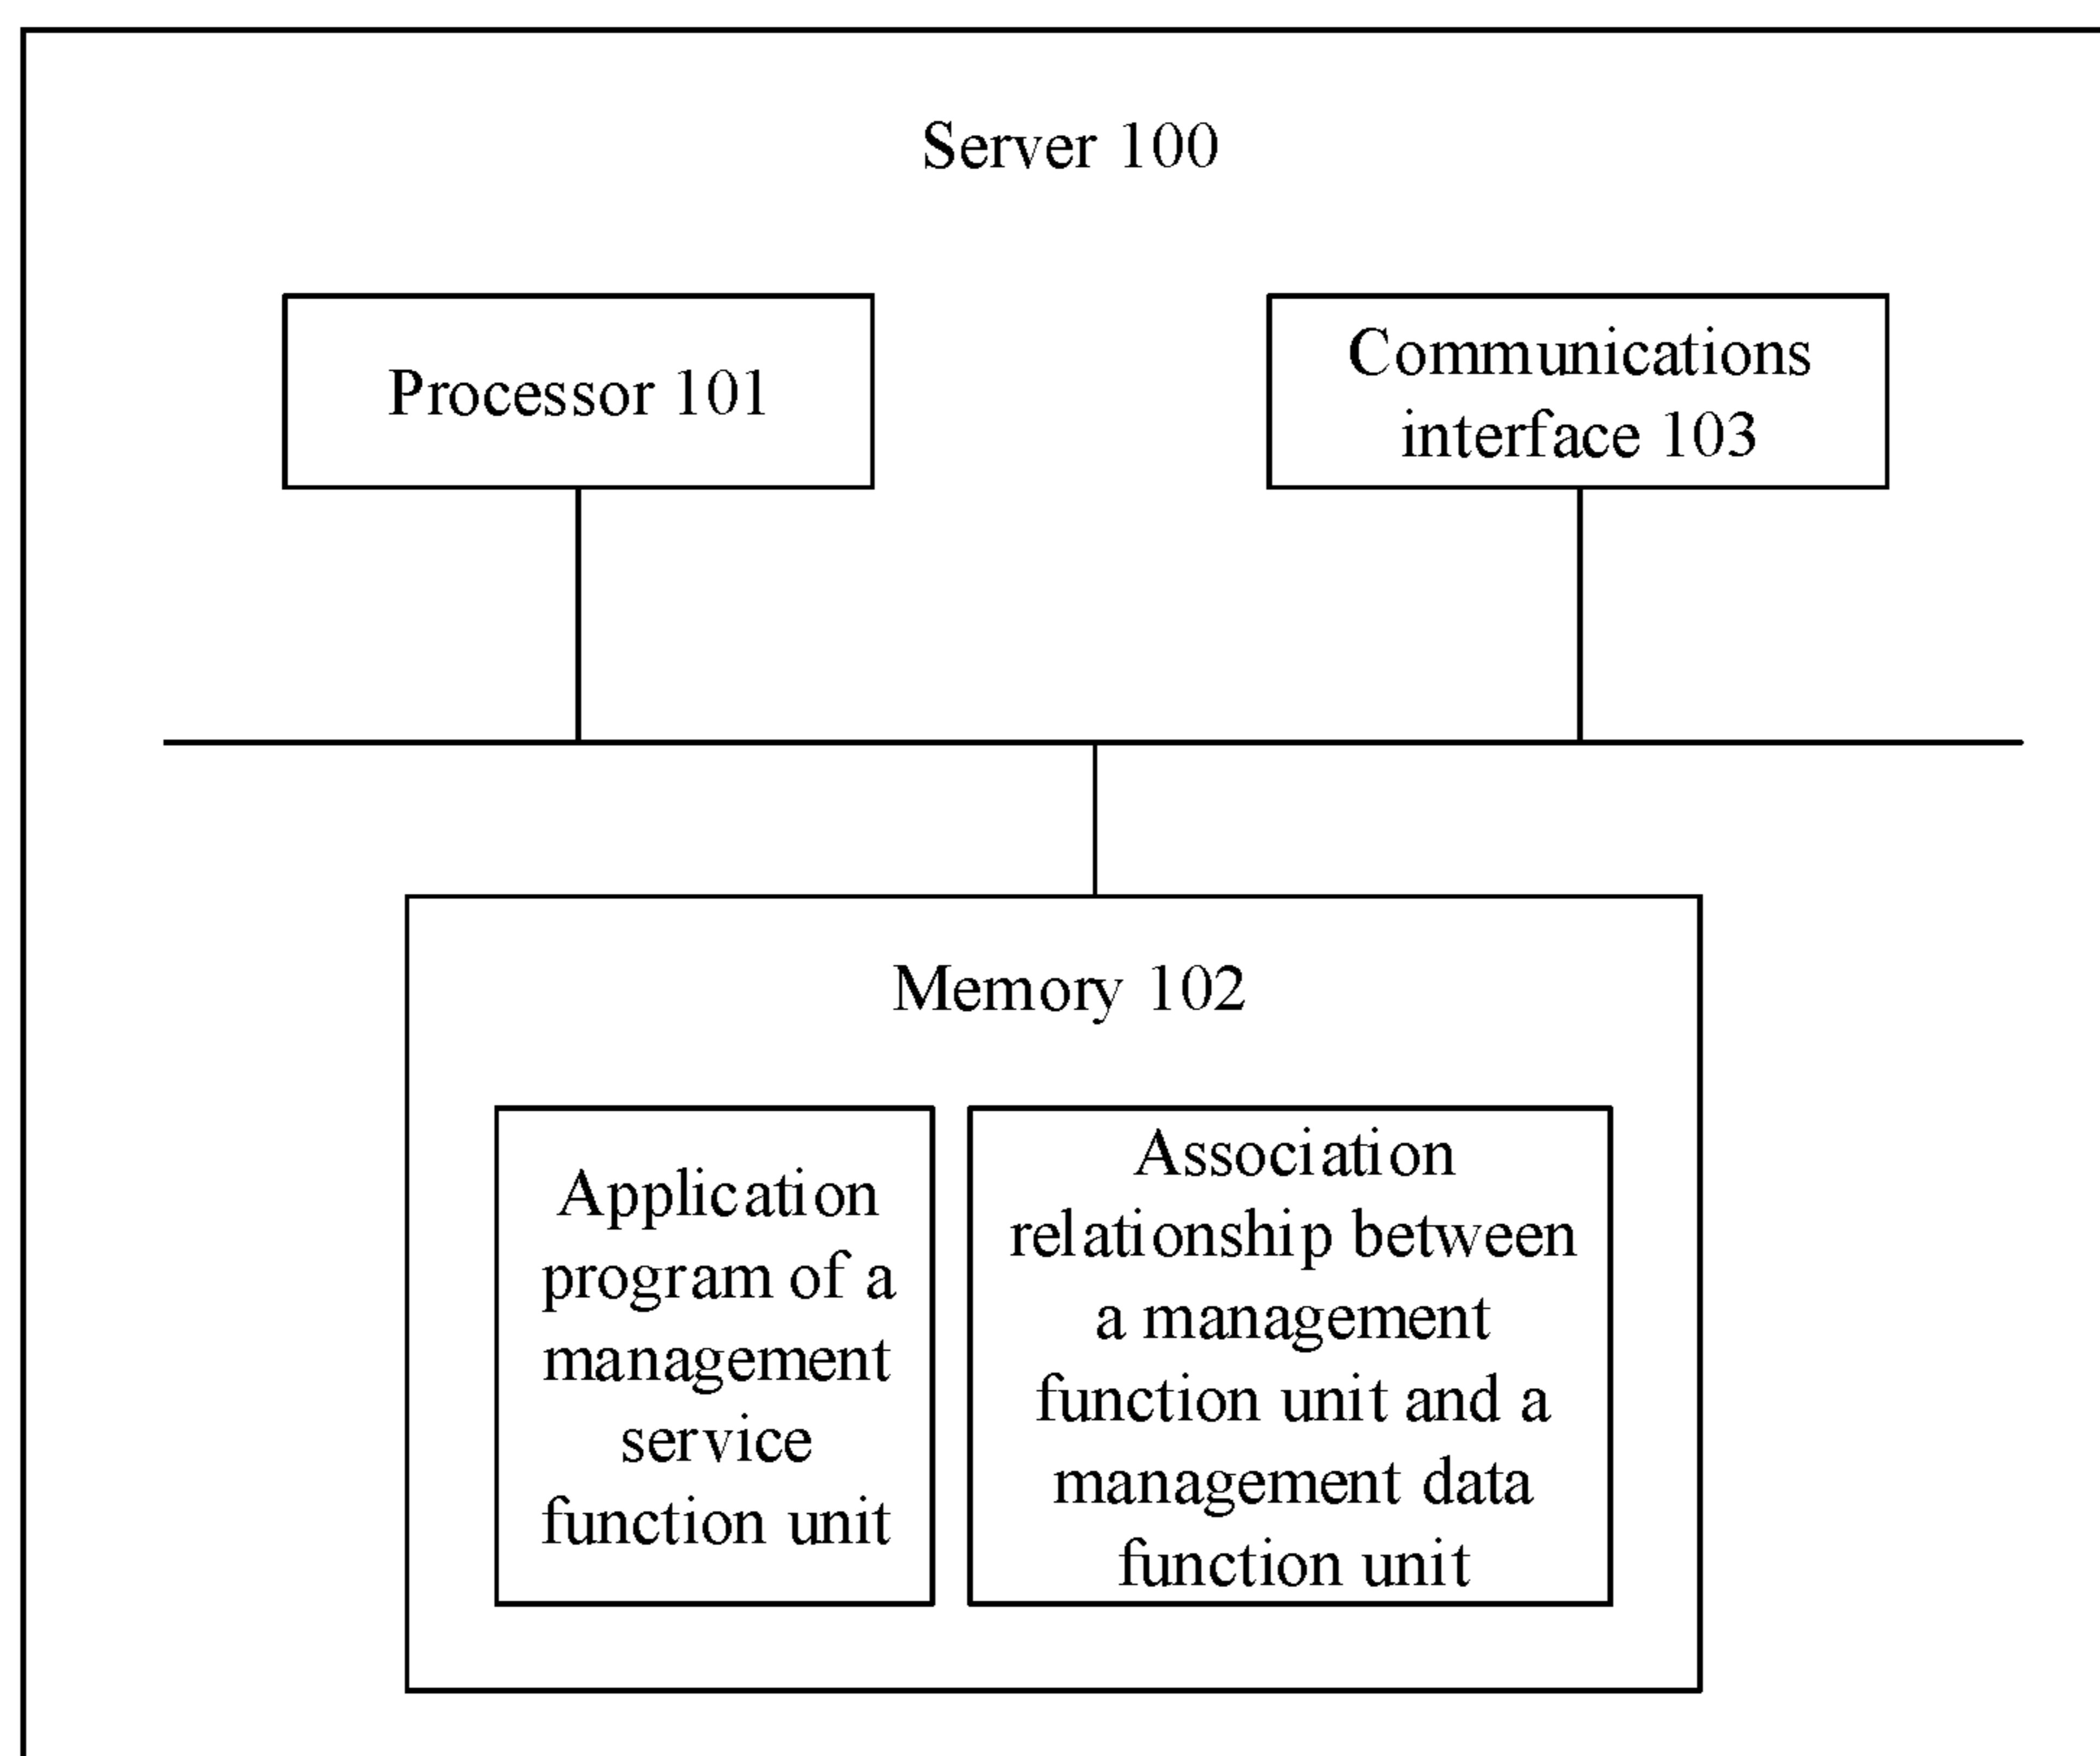 Server 100
Processor 101
Communications
interface 103
Memory 102
Application
program of a
management
service
function unit
Association
relationship between
a management
function unit and a
management data
function unit